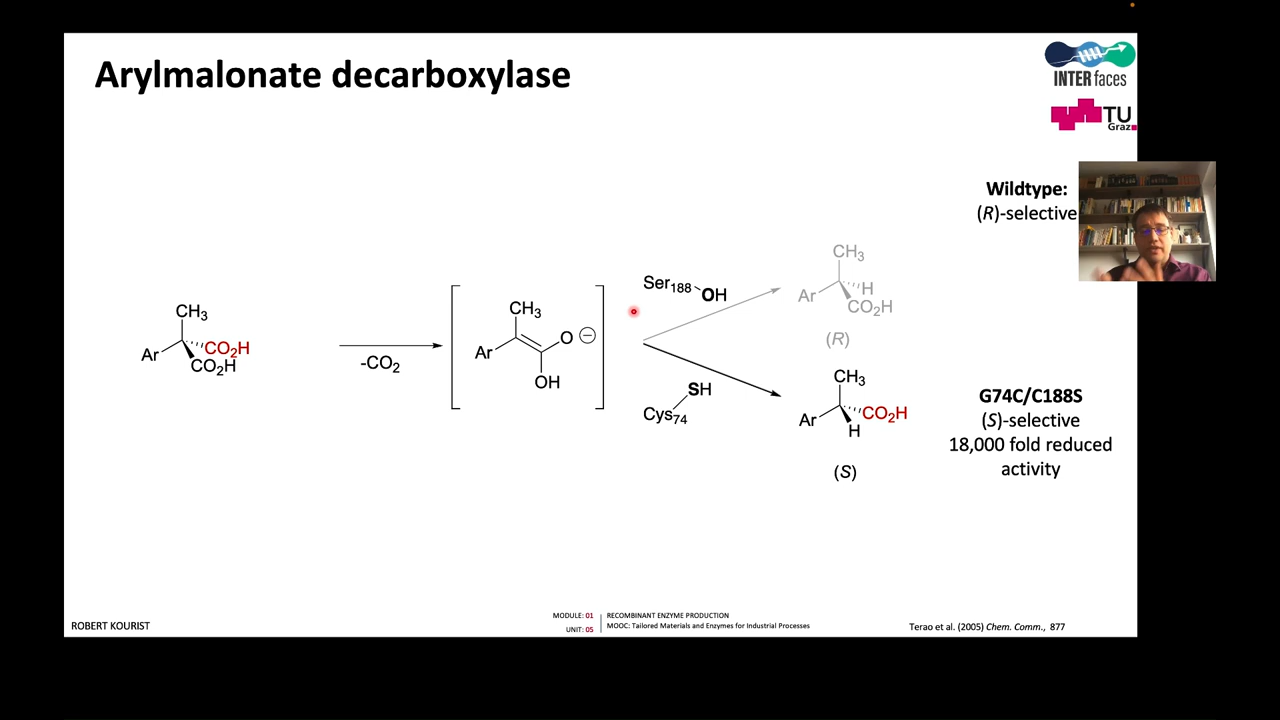 Arylmalonate decarboxylase
INTERfaces
TU
Graz
Wildtype:
(R)-selective
CH3
Ar
CO2H
CO2H
-CO2
CH3
Ar
O
OH
Ser188
OH
SH
Cys74
CH3
Ar
H
CO2H
(R)
CH3
Ar
CO2H
H
(S)
G74C/C188S
(S)-selective
18,000 fold reduced
activity
ROBERT KOURIST
MODULE: 01
UNIT: 05
RECOMBINANT ENZYME PRODUCTION
MOOC: Tailored Materials and Enzymes for Industrial Processes
Terao et al. (2005) Chem. Comm., 877